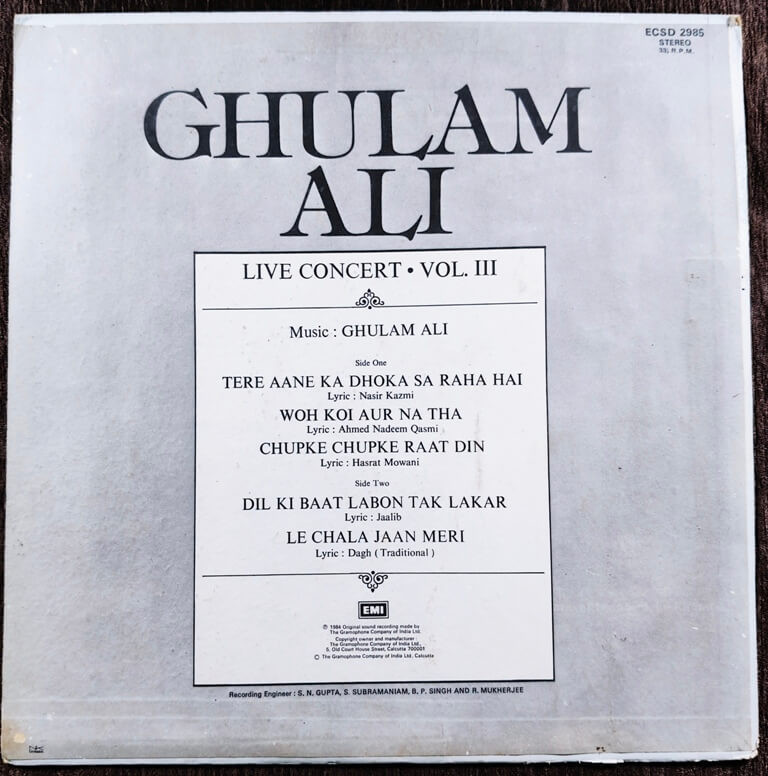 ECSD 2986
STEREO
33⅓ R.P.M.
GHULAM
ALI
LIVE CONCERT • VOL. III
Music : GHULAM ALI
Side One
TERE AANE KA DHOKA SA RAHA HAI
Lyric : Nasir Kazmi
WOH KOI AUR NA THA
Lyric : Ahmed Nadeem Qasmi
CHUPKE CHUPKE RAAT DIN
Lyric : Hasrat Mowani
Side Two
DIL KI BAAT LABON TAK LAKAR
Lyric : Jaalib
LE CHALA JAAN MERI
Lyric : Dagh ( Traditional )
EMI
℗ 1984 Original sound recording made by
The Gramophone Company of India Ltd.
Copyright owner and manufacturer :
The Gramophone Company of India Ltd.,
5, Old Court House Street, Calcutta 700001
© The Gramophone Company of India Ltd., Calcutta
Recording Engineer : S. N. GUPTA, S. SUBRAMANIAM, B. P. SINGH AND R. MUKHERJEE